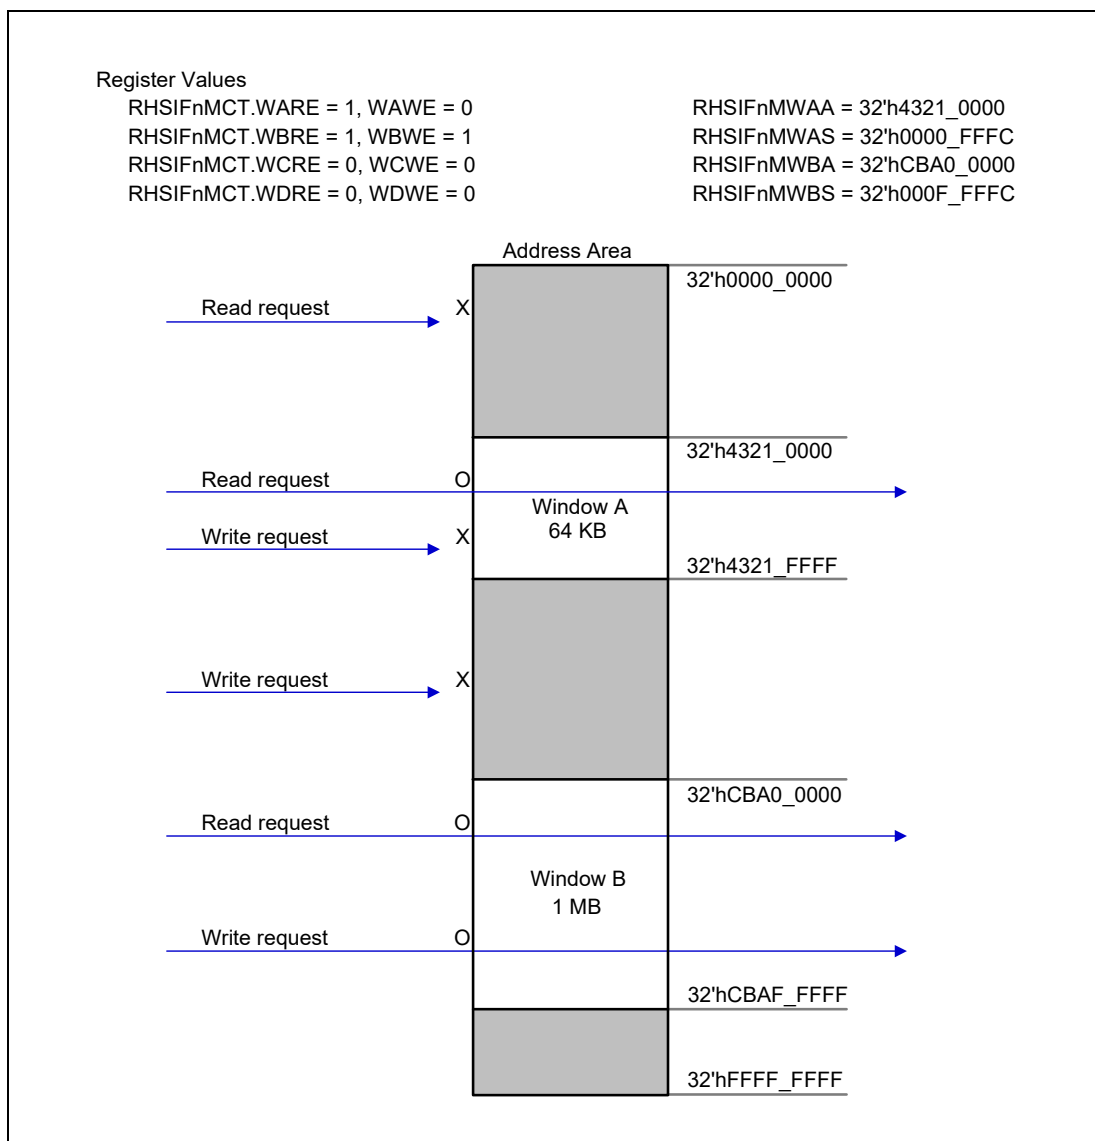 Register Values
RHSIFnMCT.WARE = 1, WAWE = 0
RHSIFnMWAA = 32'h4321_0000
RHSIFnMCT.WBRE = 1, WBWE = 1
RHSIFnMWAS = 32'h0000_FFFC
RHSIFnMCT.WCRE = 0, WCWE = 0
RHSIFnMWBA = 32'hCBA0_0000
RHSIFnMCT.WDRE = 0, WDWE = 0
RHSIFnMWBS = 32'h000F_FFFC
Address Area
32'h0000_0000
Read request X
32'h4321_0000
Read request O
Window A
64 KB
Write request X
32'h4321_FFFF
Write request X
32'hCBA0_0000
Read request O
Window B
1 MB
Write request O
32'hCBAF_FFFF
32'hFFFF_FFFF